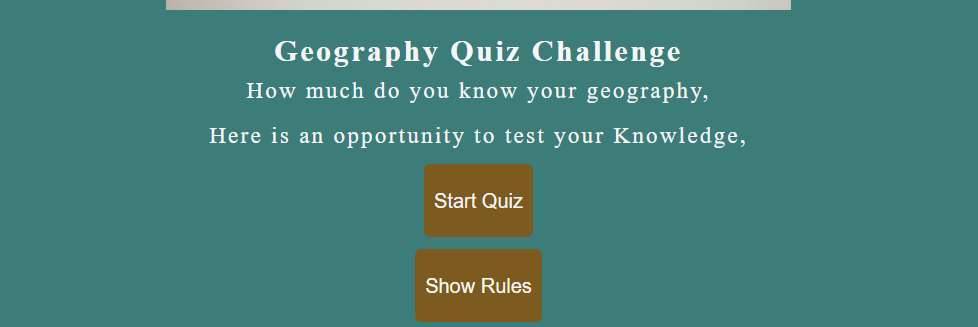 Geography Quiz Challenge
How much do you know your geography,
Here is an opportunity to test your Knowledge,
Start Quiz
Show Rules